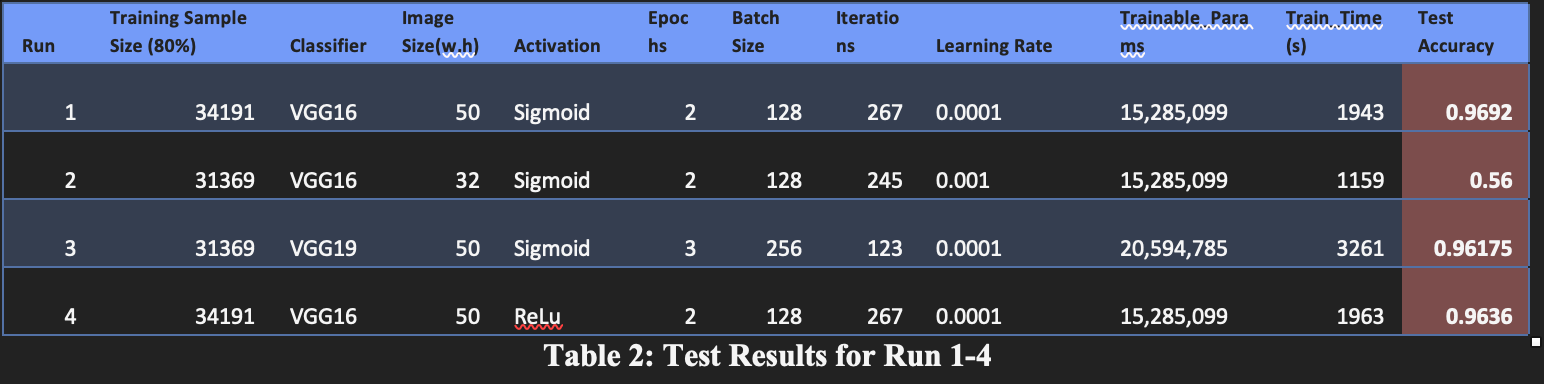 Run Training Sample Size (80%) Classifier Image Size(w.h) Activation Epochs Batch Size Iterations Learning Rate Trainable_Params Train_Time (s) Test Accuracy
1 34191 VGG16 50 Sigmoid 2 128 267 0.0001 15,285,099 1943 0.9692
2 31369 VGG16 32 Sigmoid 2 128 245 0.001 15,285,099 1159 0.56
3 31369 VGG19 50 Sigmoid 3 256 123 0.0001 20,594,785 3261 0.96175
4 34191 VGG16 50 ReLu 2 128 267 0.0001 15,285,099 1963 0.9636
Table 2: Test Results for Run 1-4